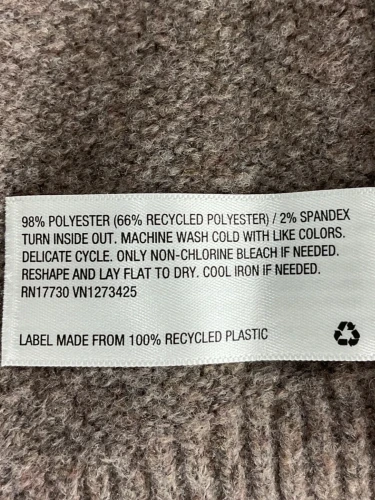 98% POLYESTER (66% RECYCLED POLYESTER) / 2% SPANDEX
TURN INSIDE OUT. MACHINE WASH COLD WITH LIKE COLORS.
DELICATE CYCLE. ONLY NON-CHLORINE BLEACH IF NEEDED.
RESHAPE AND LAY FLAT TO DRY. COOL IRON IF NEEDED.
RN17730 VN1273425
LABEL MADE FROM 100% RECYCLED PLASTIC